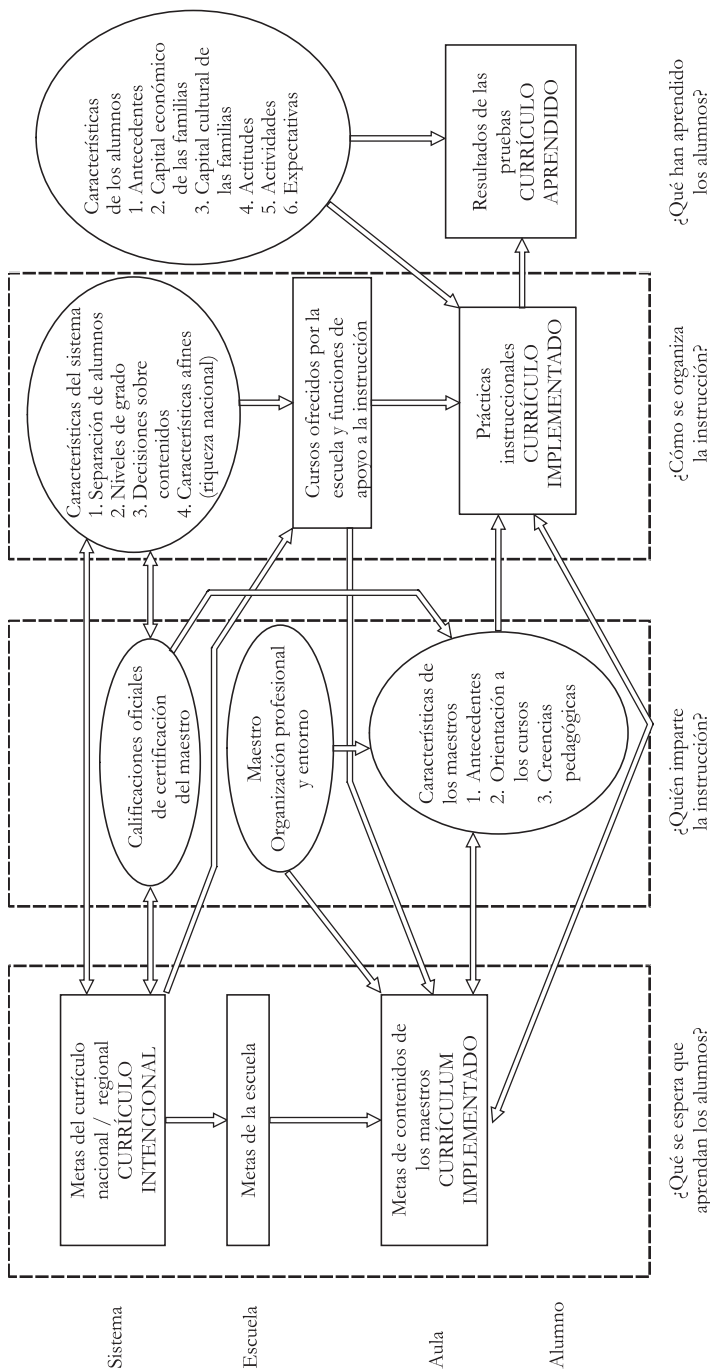 Sistema
Escuela
Aula
Alumno
Metas del currículo
nacional / regional
CURRÍCULO
INTENCIONAL
Metas de la escuela
Metas de contenidos de
los maestros
CURRÍCULUM
IMPLEMENTADO
¿Qué se espera que
aprendan los alumnos?
Calificaciones oficiales
de certificación
del maestro
Maestro
Organización profesional
y entorno
Características de
los maestros
1. Antecedentes
2. Orientación a
los cursos
3. Creencias
pedagógicas
¿Quién imparte
la instrucción?
Características del sistema
1. Separación de alumnos
2. Niveles de grado
3. Decisiones sobre
contenidos
4. Características afines
(riqueza nacional)
Cursos ofrecidos por la
escuela y funciones de
apoyo a la instrucción
Prácticas
instruccionales
CURRÍCULO
IMPLEMENTADO
¿Cómo se organiza
la instrucción?
Características
de los alumnos
1. Antecedentes
2. Capital económico
de las familias
3. Capital cultural de
las familias
4. Actitudes
5. Actividades
6. Expectativas
Resultados de las
pruebas
CURRÍCULO
APRENDIDO
¿Qué han aprendido
los alumnos?